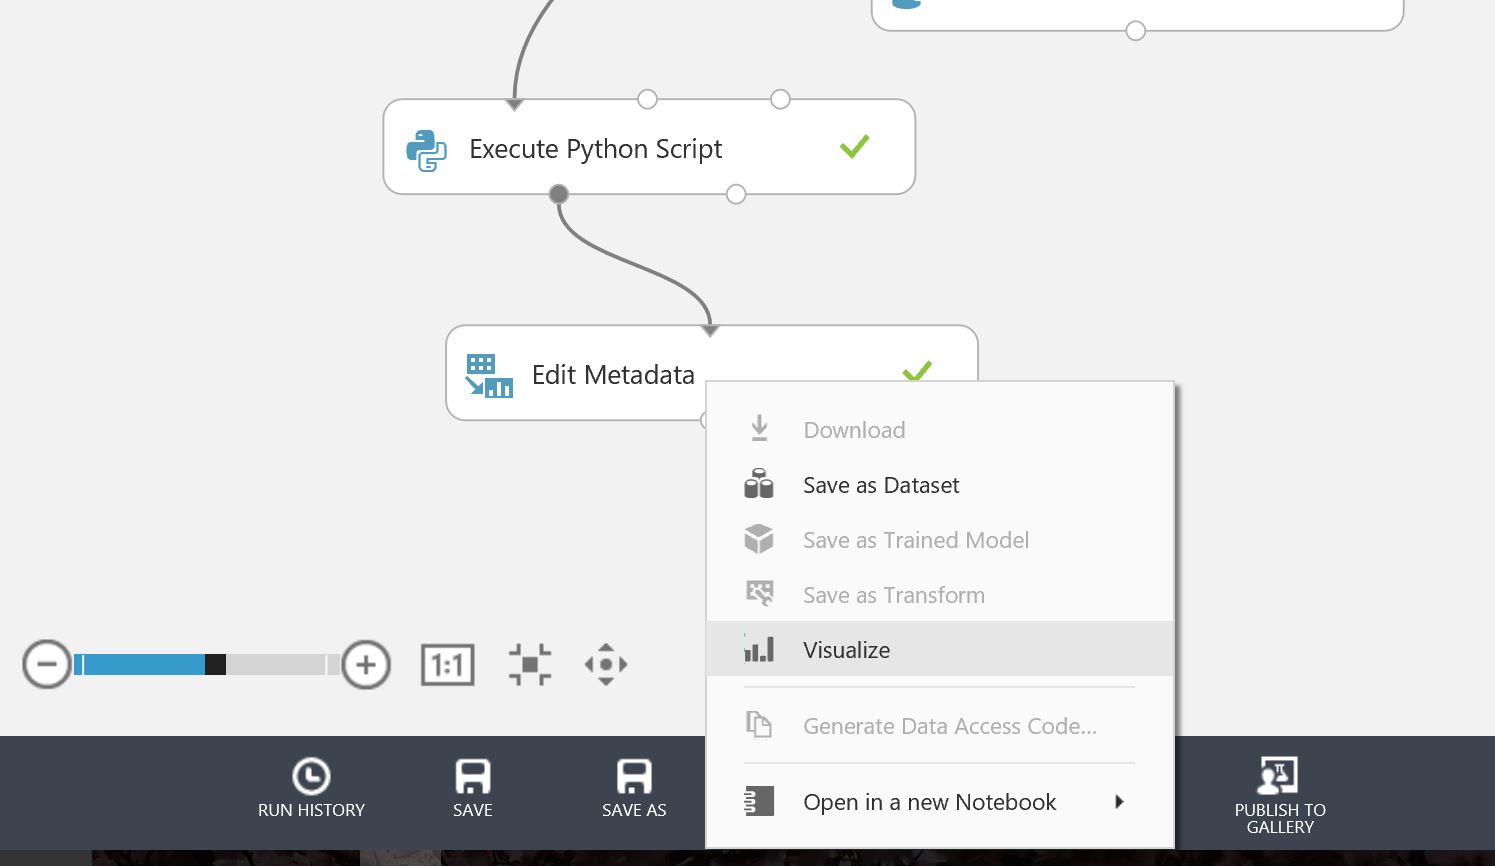 Execute Python Script
Edit Metadata
Download
Save as Dataset
Save as Trained Model
Save as Transform
Visualize
Generate Data Access Code...
Open in a new Notebook
1:1
RUN HISTORY
SAVE
SAVE AS
PUBLISH TO
GALLERY